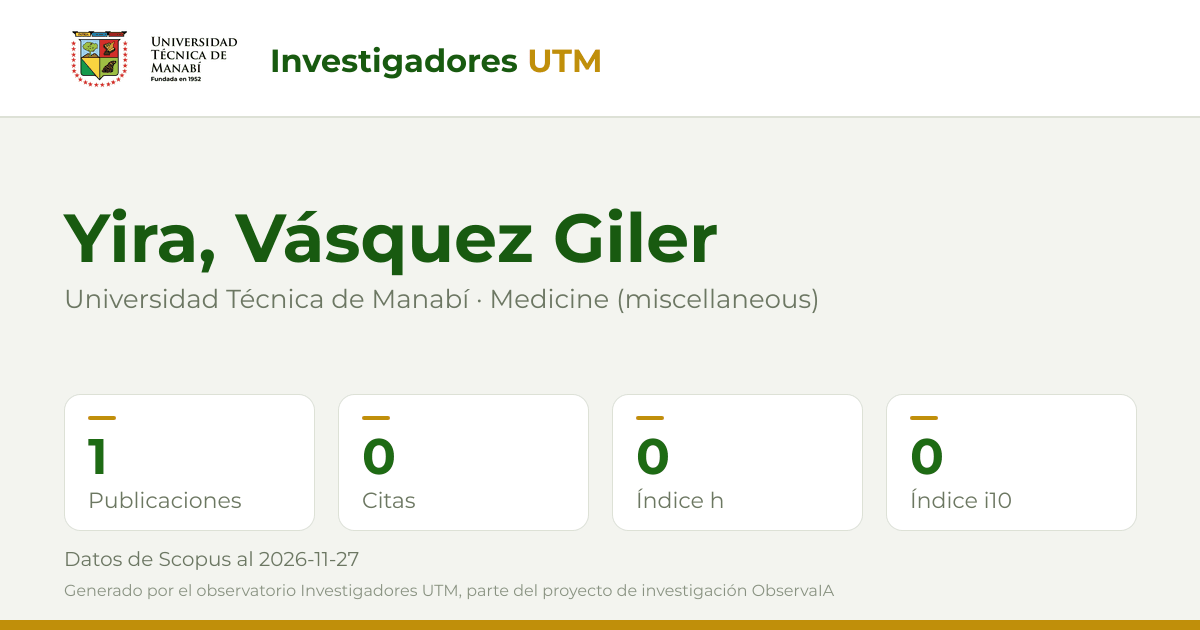 UNIVERSIDAD
TÉCNICA DE
MANABÍ
Fundada en 1952
Investigadores UTM
Yira, Vásquez Giler
Universidad Técnica de Manabí · Medicine (miscellaneous)
1
Publicaciones
0
Citas
0
Índice h
0
Índice i10
Datos de Scopus al 2026-11-27
Generado por el observatorio Investigadores UTM, parte del proyecto de investigación ObservaIA